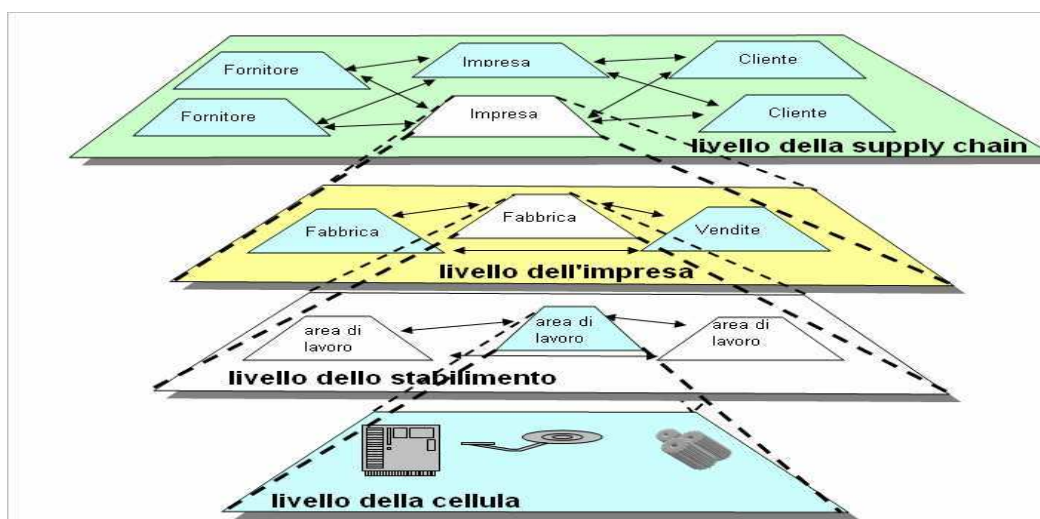 Fornitore
Impresa
Cliente
Fornitore
Impresa
Cliente
livello della supply chain
Fabbrica
Fabbrica
Vendite
livello dell'impresa
area di
lavoro
area di
lavoro
area di
lavoro
livello dello stabilimento
livello della cellula